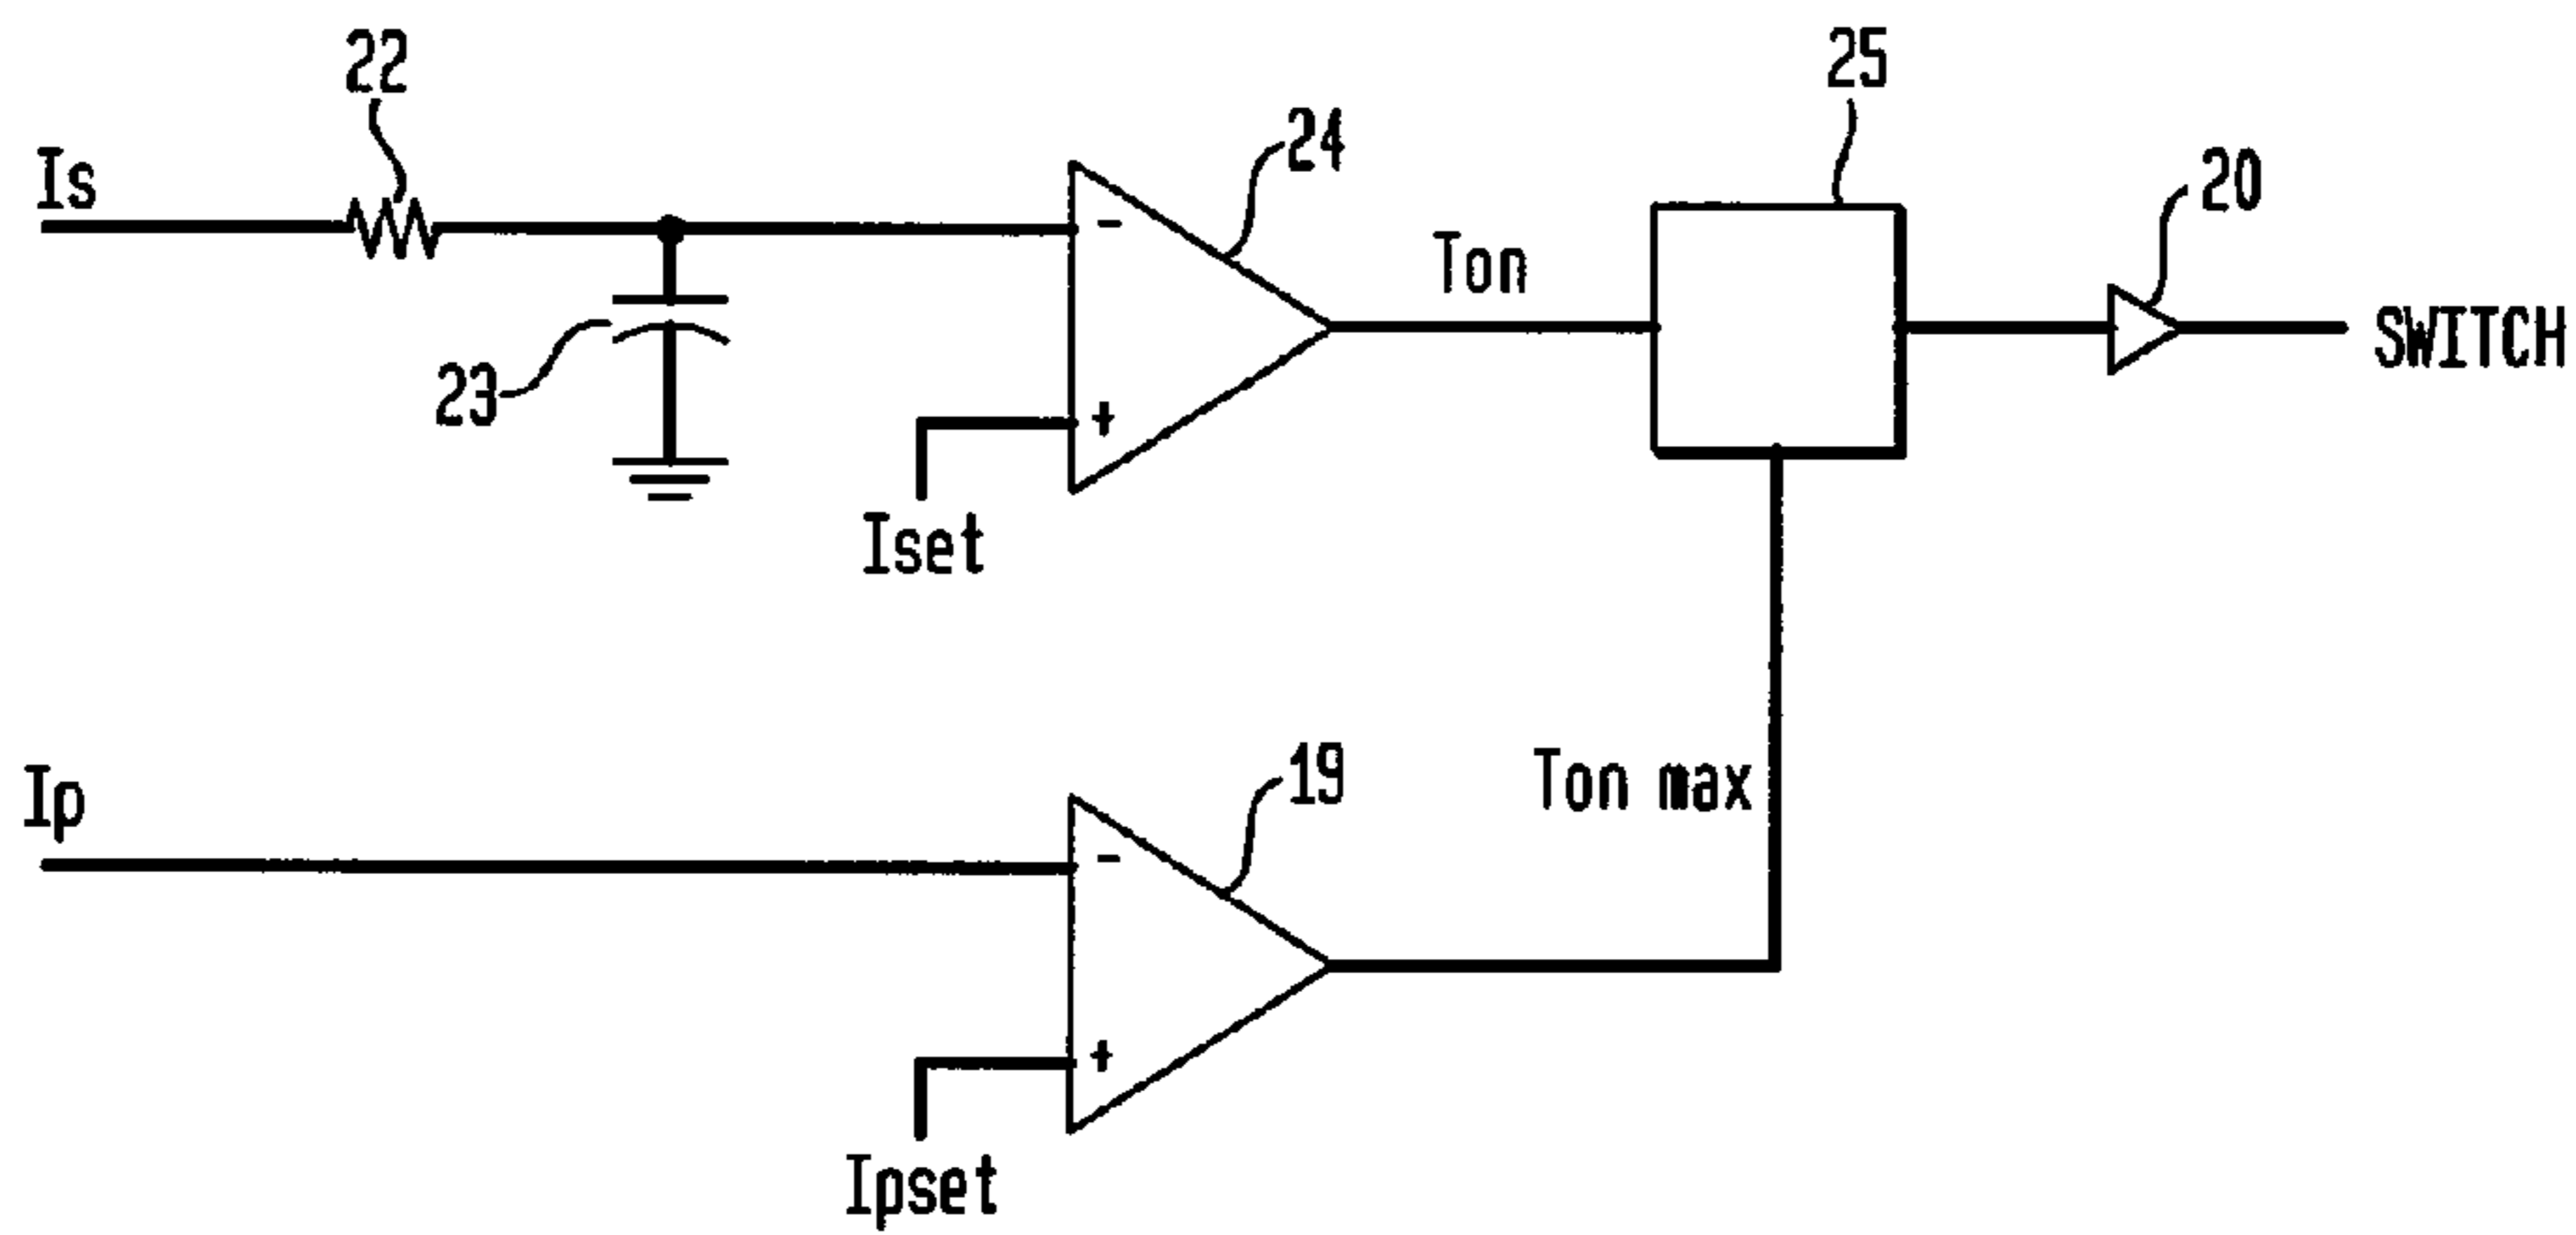 22
25
24
20
Is
-
Ton
SWITCH
23
+
Iset
19
Ip
Ton max
-
+
Ipset